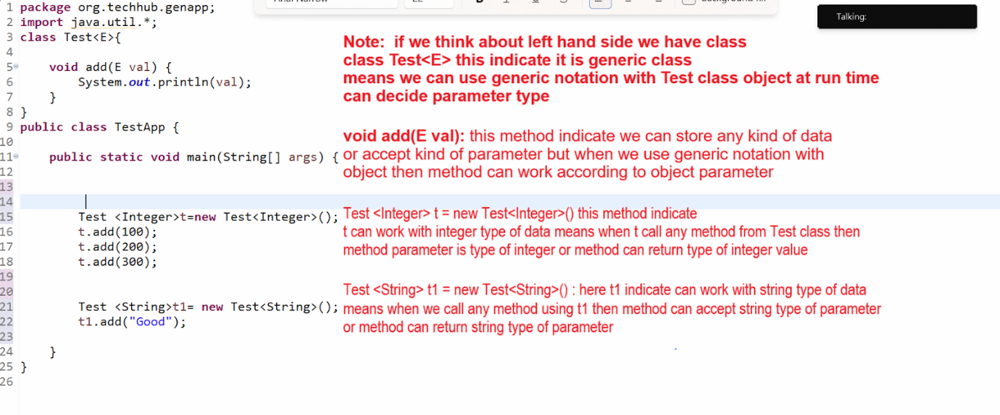 Talking:
1 package org.techhub.genapp;
2 import java.util.*;
3 class Test<E>{
4
5 void add(E val) {
6 System.out.println(val);
7 }
8 }
9 public class TestApp {
10
11 public static void main(String[] args) {
12
13
14
15 Test <Integer>t=new Test<Integer>();
16 t.add(100);
17 t.add(200);
18 t.add(300);
19
20
21 Test <String>t1= new Test<String>();
22 t1.add("Good");
23
24 }
25 }
26
Note: if we think about left hand side we have class
class Test<E> this indicate it is generic class
means we can use generic notation with Test class object at run time
can decide parameter type
void add(E val): this method indicate we can store any kind of data
or accept kind of parameter but when we use generic notation with
object then method can work according to object parameter
Test <Integer> t = new Test<Integer>() this method indicate
t can work with integer type of data means when t call any method from Test class then
method parameter is type of integer or method can return type of integer value
Test <String> t1 = new Test<String>() : here t1 indicate can work with string type of data
means when we call any method using t1 then method can accept string type of parameter
or method can return string type of parameter